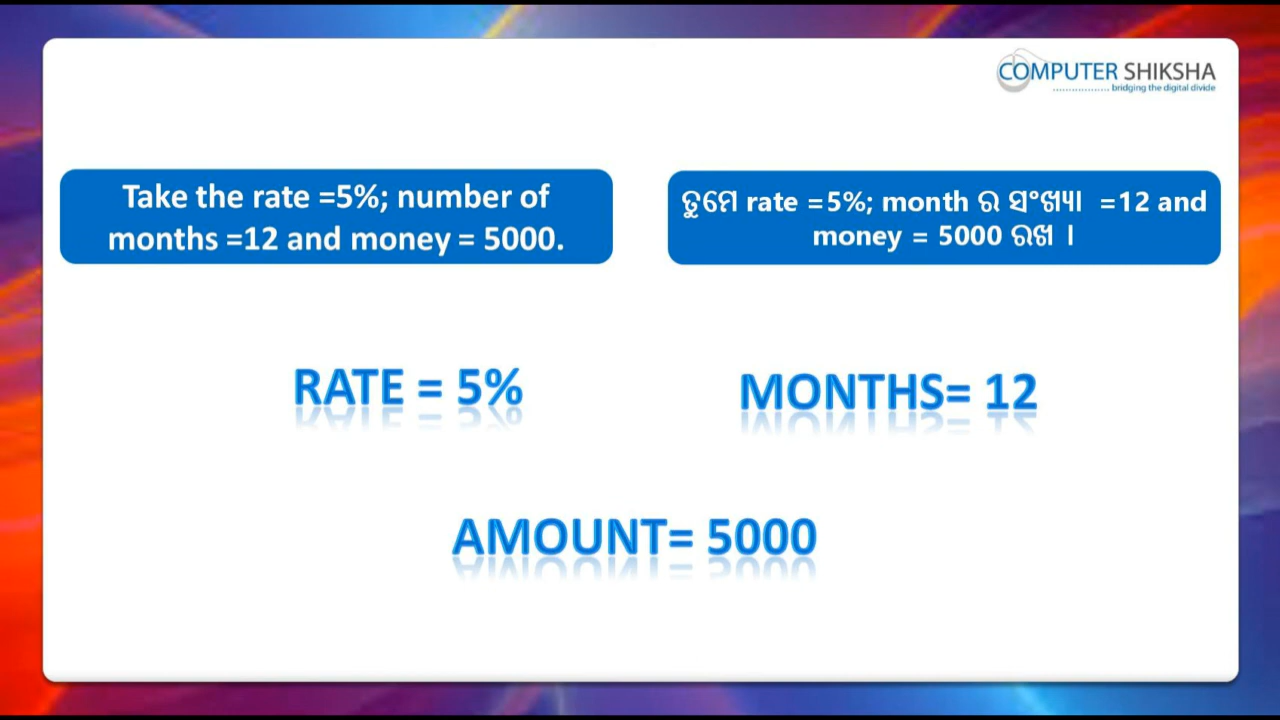 COMPUTER SHIKSHA
bridging the digital divide
Take the rate =5%; number of
months =12 and money = 5000.
ତୁମେ rate =5%; month ର ସଂଖ୍ୟା =12 and
money = 5000 ରଖ ।
RATE = 5%
MONTHS= 12
AMOUNT= 5000